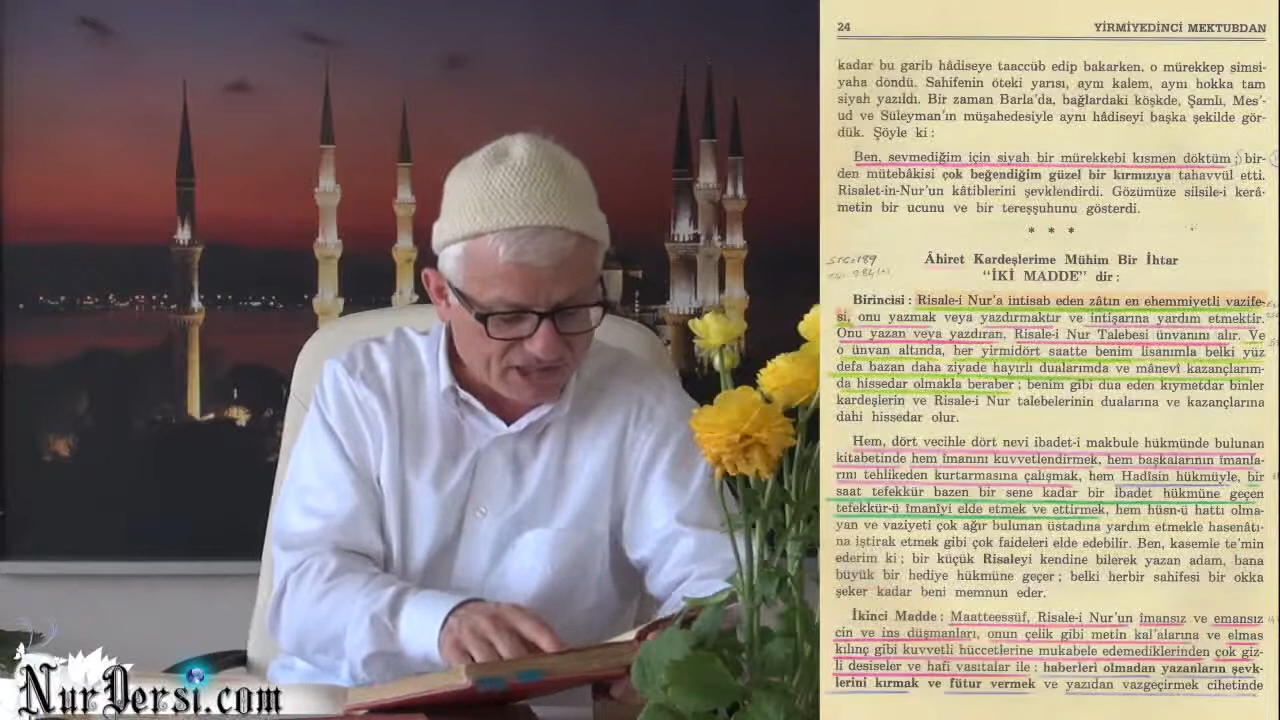 24 YİRMİYEDİNCİ MEKTUBDAN
kadar bu garib hâdiseye taaccüb edip bakarken, o mürekkep simsi-
yaha döndü. Sahifenin öteki yarısı, aynı kalem, aynı hokka tam
siyah yazıldı. Bir zaman Barla'da, bağlardaki köşkde, Şamlı, Mes'-
ud ve Süleyman'ın müşahedesiyle aynı hâdiseyi başka şekilde gör-
dük. Şöyle ki :
Ben, sevmediğim için siyah bir mürekkebi kısmen döktüm ; bir-
den mütebâkisi çok beğendiğim güzel bir kırmızıya tahavvül etti.
Risalet-in-Nur'un kâtiblerini şevklendirdi. Gözümüze silsile-i kerâ-
metin bir ucunu ve bir tereşşuhunu gösterdi.
* * *
Âhiret Kardeşlerime Mühim Bir İhtar
"İKİ MADDE" dir :
Birincisi : Risale-i Nur'a intisab eden zâtın en ehemmiyetli vazife-
si, onu yazmak veya yazdırmaktır ve intişarına yardım etmektir.
Onu yazan veya yazdıran, Risale-i Nur Talebesi ünvanını alır. Ve
o ünvan altında, her yirmidört saatte benim lisanımla belki yüz
defa bazan daha ziyade hayırlı dualarımda ve mânevî kazançlarım-
da hissedar olmakla beraber ; benim gibi dua eden kıymetdar binler
kardeşlerin ve Risale-i Nur talebelerinin dualarına ve kazançlarına
dahi hissedar olur.
Hem, dört vecihle dört nevi ibadet-i makbule hükmünde bulunan
kitabetinde hem îmanını kuvvetlendirmek, hem başkalarının îmanla-
rını tehlikeden kurtarmasına çalışmak, hem Hadîsin hükmüyle, bir
saat tefekkür bazen bir sene kadar bir ibadet hükmüne geçen
tefekkür-ü îmanîyi elde etmek ve ettirmek, hem hüsn-ü hattı olma-
yan ve vaziyeti çok ağır bulunan üstadına yardım etmekle hasenâtı-
na iştirak etmek gibi çok faideleri elde edebilir. Ben, kasemle te'min
ederim ki ; bir küçük Risaleyi kendine bilerek yazan adam, bana
büyük bir hediye hükmüne geçer ; belki herbir sahifesi bir okka
şeker kadar beni memnun eder.
İkinci Madde : Maatteessüf, Risale-i Nur'un îmansız ve emansız
cin ve ins düşmanları, onun çelik gibi metin kal'alarına ve elmas
kılınç gibi kuvvetli hüccetlerine mukabele edemediklerinden çok giz-
li desiseler ve hafi vasıtalar ile ; haberleri olmadan yazanların şevk-
lerini kırmak ve fütur vermek ve yazıdan vazgeçirmek cihetinde
NurDersi.com